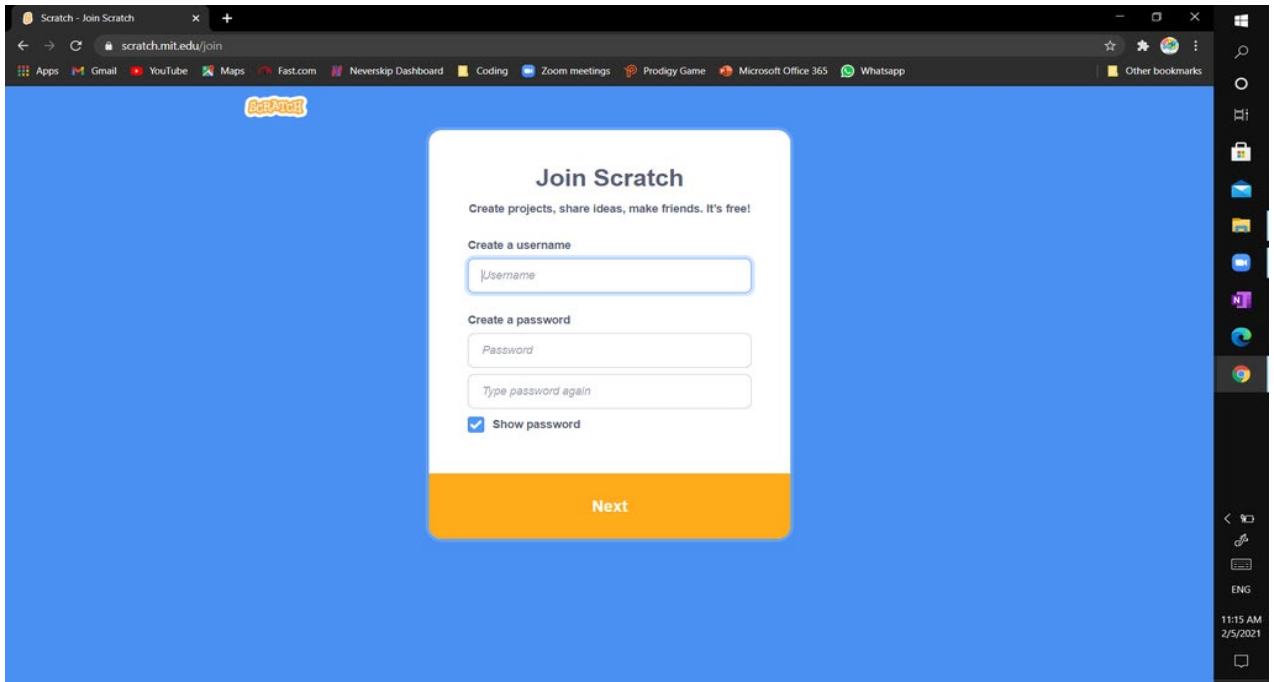 Scratch - Join Scratch
scratch.mit.edu/join
Apps Gmail YouTube Maps Fast.com Neverskip Dashboard Coding Zoom meetings Prodigy Game Microsoft Office 365 Whatsapp Other bookmarks
SCRATCH
Join Scratch
Create projects, share ideas, make friends. It's free!
Create a username
Username
Create a password
Password
Type password again
Show password
Next
ENG
11:15 AM
2/5/2021